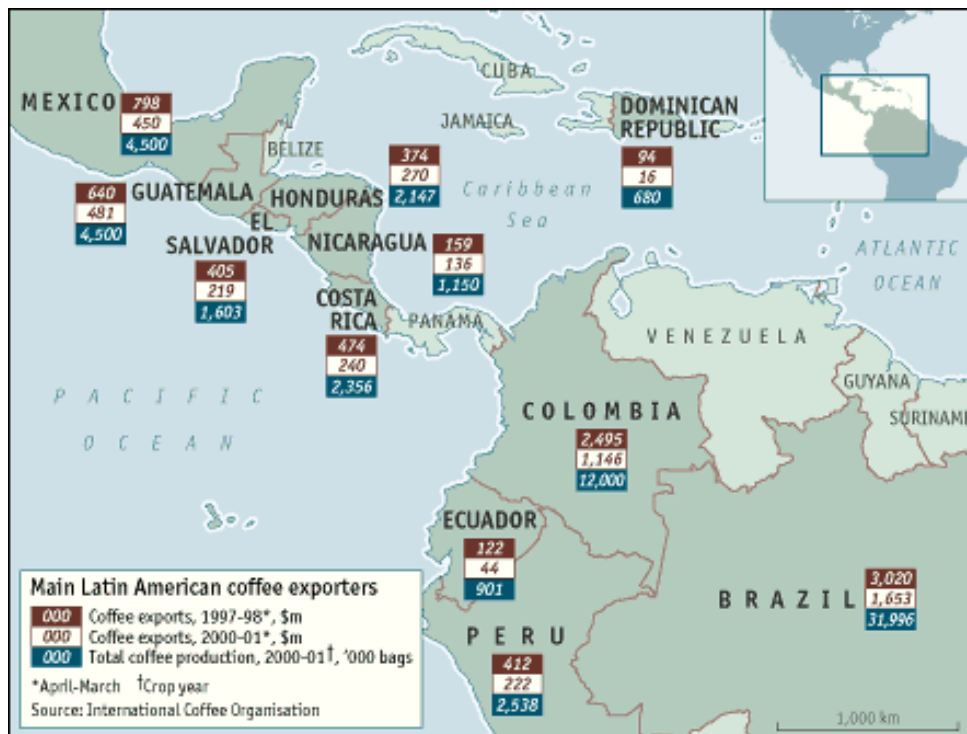 CUBA
MEXICO
798
450
4,500
JAMAICA
DOMINICAN
REPUBLIC
94
16
680
BELIZE
374
270
2,147
Caribbean
Sea
GUATEMALA
640
481
4,500
HONDURAS
EL
SALVADOR
405
219
1,603
NICARAGUA
159
136
1,150
ATLANTIC
OCEAN
COSTA
RICA
474
240
2,356
PANAMA
VENEZUELA
GUYANA
SURINAME
PACIFIC
OCEAN
COLOMBIA
2,495
1,146
12,000
ECUADOR
122
44
901
BRAZIL
3,020
1,653
31,996
PERU
412
222
2,538
Main Latin American coffee exporters
000 Coffee exports, 1997-98*, $m
000 Coffee exports, 2000-01*, $m
000 Total coffee production, 2000-01†, '000 bags
*April-March †Crop year
Source: International Coffee Organisation
1,000 km